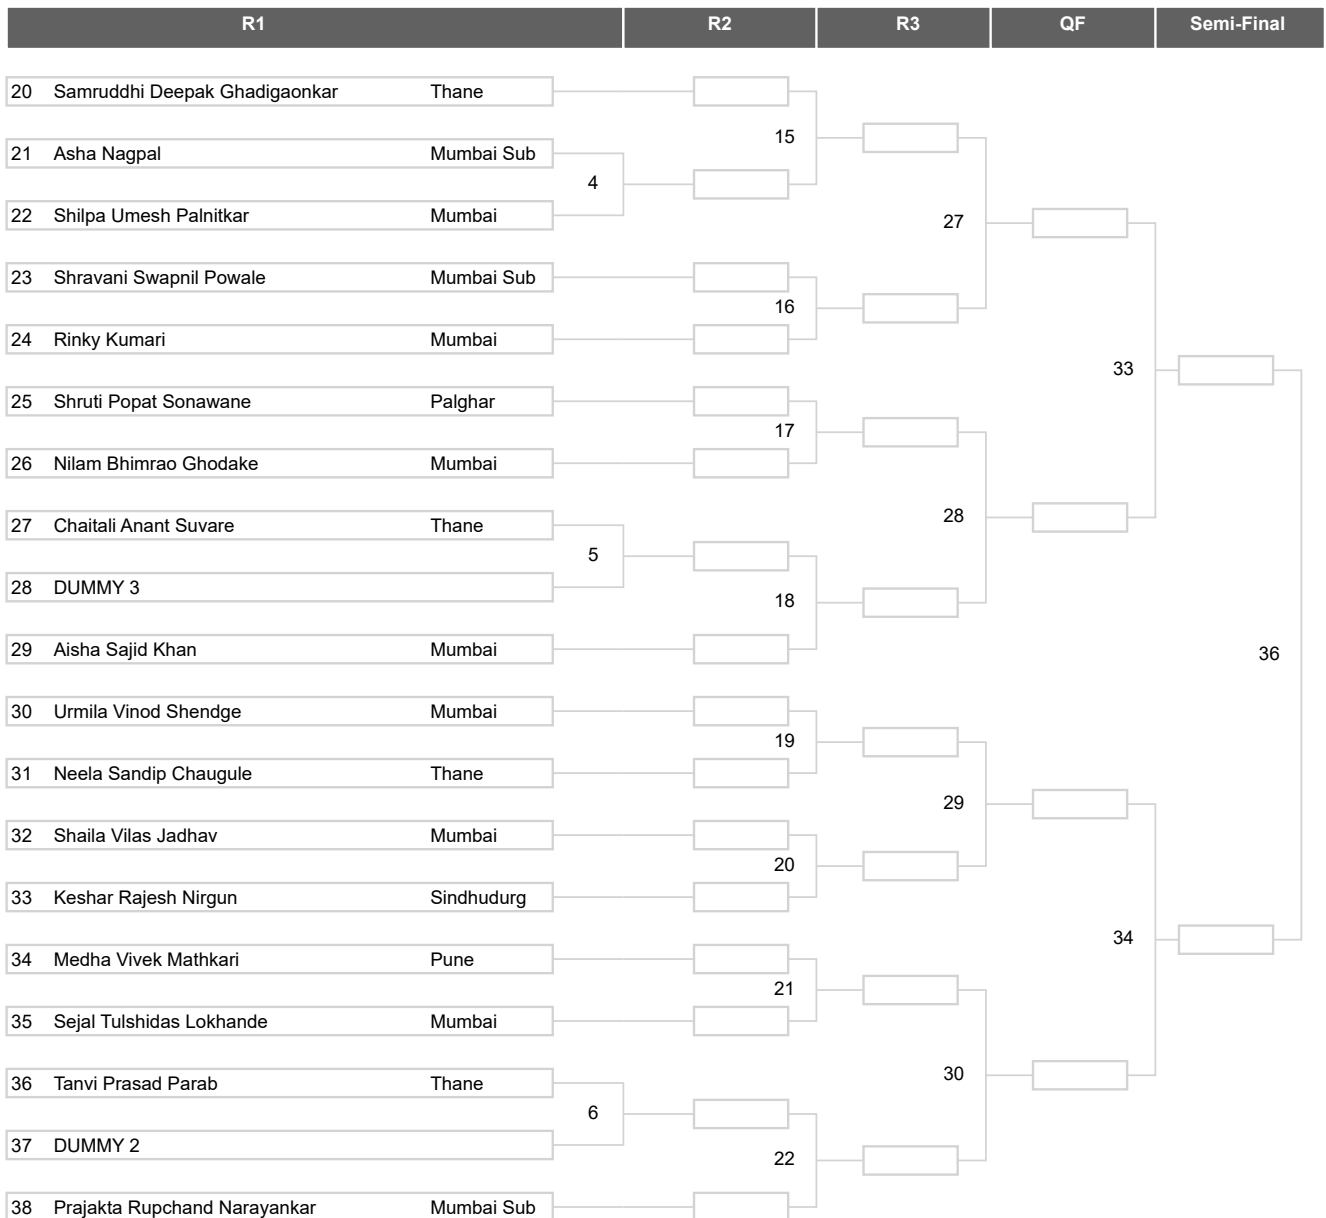 R1 R2 R3 QF Semi-Final
20 Samruddhi Deepak Ghadigaonkar Thane
15
21 Asha Nagpal Mumbai Sub
4
22 Shilpa Umesh Palnitkar Mumbai
27
23 Shravani Swapnil Powale Mumbai Sub
16
24 Rinky Kumari Mumbai
33
25 Shruti Popat Sonawane Palghar
17
26 Nilam Bhimrao Ghodake Mumbai
28
27 Chaitali Anant Suvare Thane
5
28 DUMMY 3
18
29 Aisha Sajid Khan Mumbai
36
30 Urmila Vinod Shendge Mumbai
19
31 Neela Sandip Chaugule Thane
29
32 Shaila Vilas Jadhav Mumbai
20
33 Keshar Rajesh Nirgun Sindhudurg
34
34 Medha Vivek Mathkari Pune
21
35 Sejal Tulshidas Lokhande Mumbai
30
36 Tanvi Prasad Parab Thane
6
37 DUMMY 2
22
38 Prajakta Rupchand Narayankar Mumbai Sub